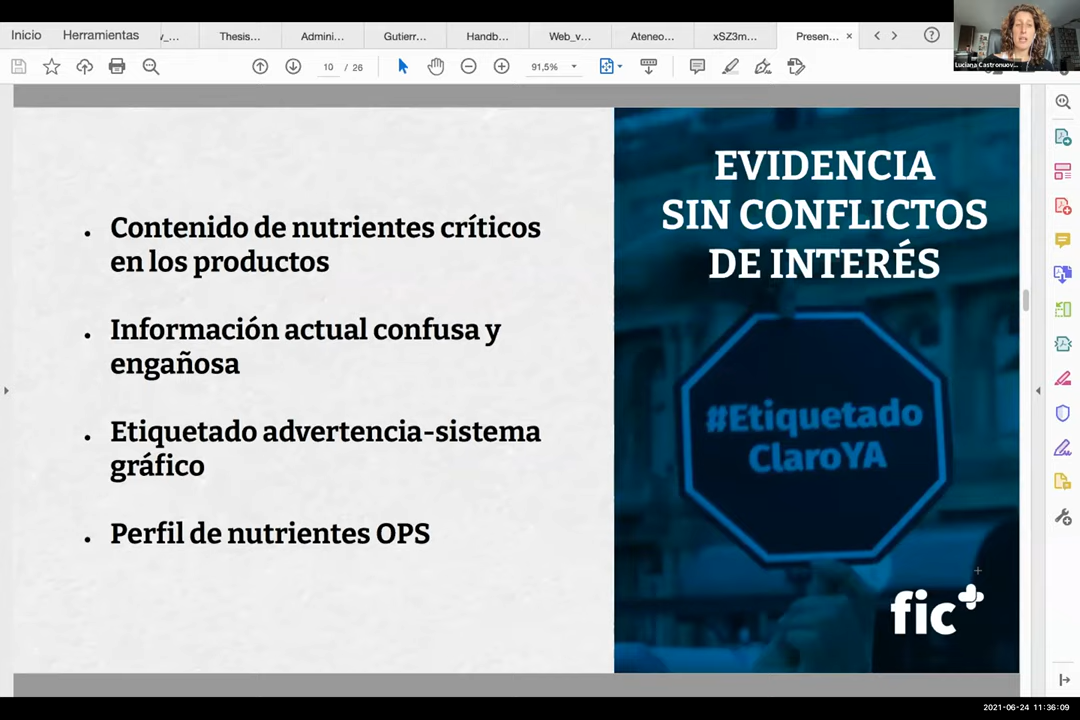 Inicio
Herramientas
Thesis...
Admini...
Gutierr...
Handb...
Web_v...
Ateneo...
xSZ3m...
Presen...
10 / 26
91,5%
Luciana Castronuov...
Contenido de nutrientes críticos
en los productos
Información actual confusa y
engañosa
Etiquetado advertencia-sistema
gráfico
Perfil de nutrientes OPS
EVIDENCIA
SIN CONFLICTOS
DE INTERÉS
#Etiquetado
ClaroYA
fic+
2021-06-24 11:36:09